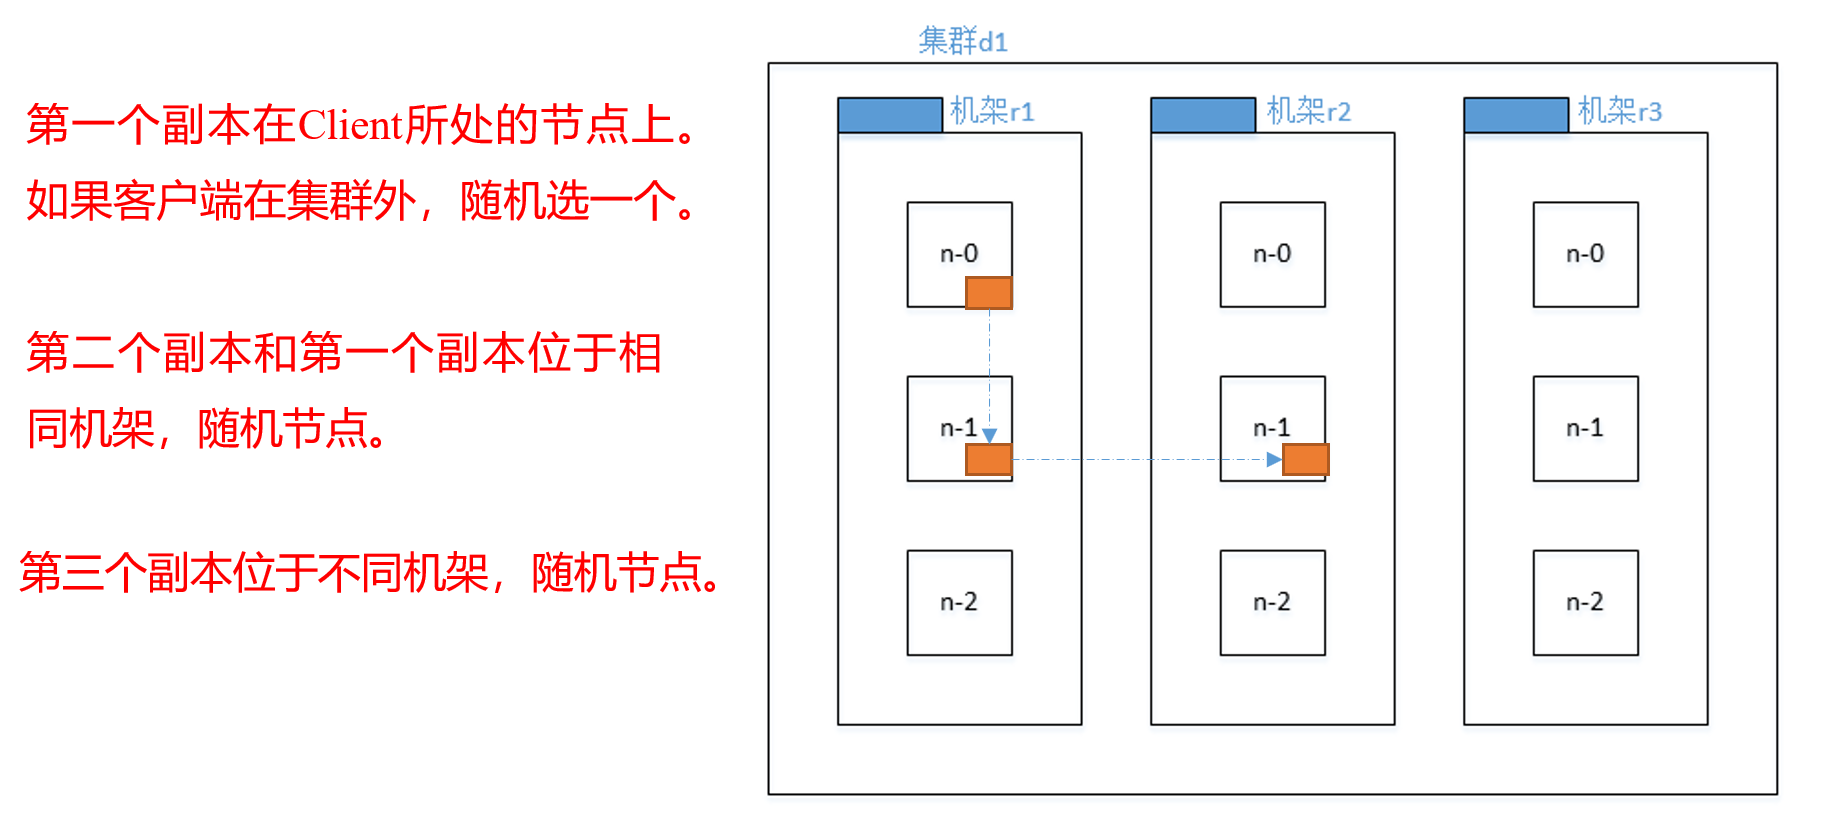 第一个副本在Client所处的节点上。
如果客户端在集群外，随机选一个。
第二个副本和第一个副本位于相
同机架，随机节点。
第三个副本位于不同机架，随机节点。
集群d1
机架r1
机架r2
机架r3
n-0
n-0
n-0
n-1
n-1
n-1
n-2
n-2
n-2